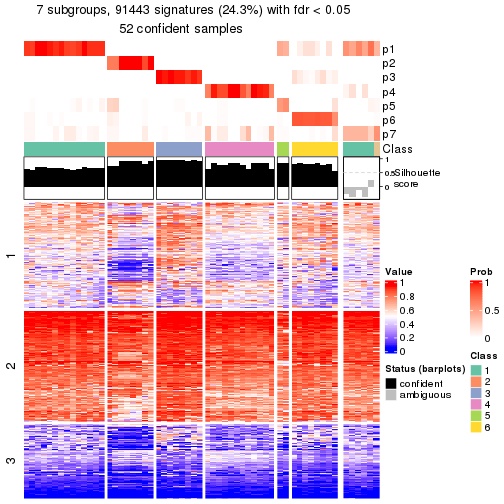 7 subgroups, 91443 signatures (24.3%) with fdr < 0.05
52 confident samples
p1
p2
p3
p4
p5
p6
p7
Class
1
0.5
0
Silhouette
score
1
2
3
Value
1
0.8
0.6
0.4
0.2
0
Prob
1
0.5
0
Status (barplots)
confident
ambiguous
Class
1
2
3
4
5
6